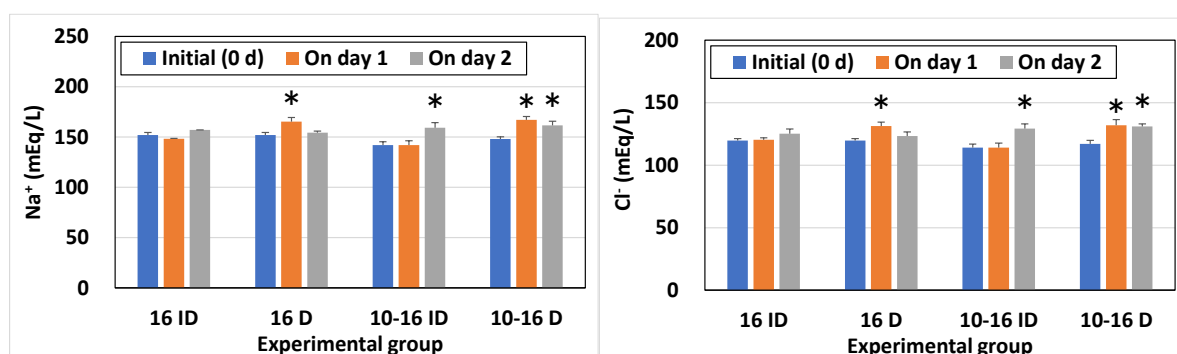 250
200
150
100
50
0
Na⁺ (mEq/L)
Initial (0 d) On day 1 On day 2
*
*
* *
16 ID 16 D 10-16 ID 10-16 D
Experimental group
200
150
100
50
0
Cl⁻ (mEq/L)
Initial (0 d) On day 1 On day 2
*
*
* *
16 ID 16 D 10-16 ID 10-16 D
Experimental group